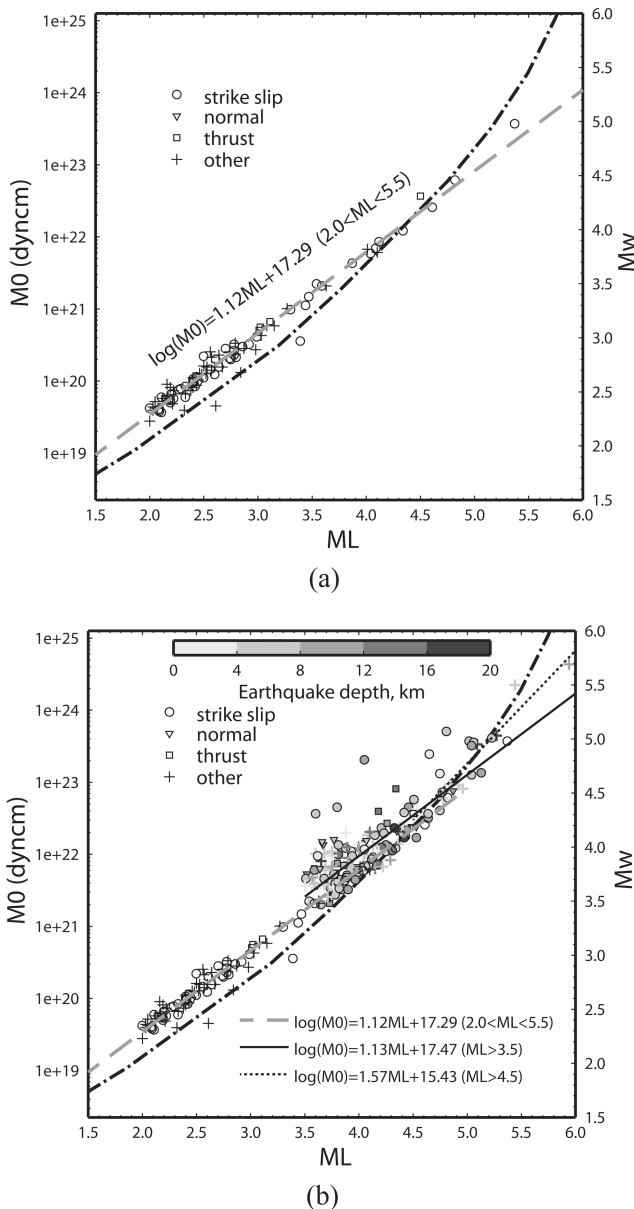 1e+25
1e+24
1e+23
1e+22
1e+21
1e+20
1e+19
M0 (dyncm)
strike slip
normal
thrust
other
log(M0)=1.12ML+17.29 (2.0<ML<5.5)
6.0
5.5
5.0
4.5
4.0
3.5
3.0
2.5
2.0
1.5
Mw
1.5 2.0 2.5 3.0 3.5 4.0 4.5 5.0 5.5 6.0
ML
(a)
1e+25
1e+24
1e+23
1e+22
1e+21
1e+20
1e+19
M0 (dyncm)
0 4 8 12 16 20
Earthquake depth, km
strike slip
normal
thrust
other
log(M0)=1.12ML+17.29 (2.0<ML<5.5)
log(M0)=1.13ML+17.47 (ML>3.5)
log(M0)=1.57ML+15.43 (ML>4.5)
6.0
5.5
5.0
4.5
4.0
3.5
3.0
2.5
2.0
1.5
Mw
1.5 2.0 2.5 3.0 3.5 4.0 4.5 5.0 5.5 6.0
ML
(b)